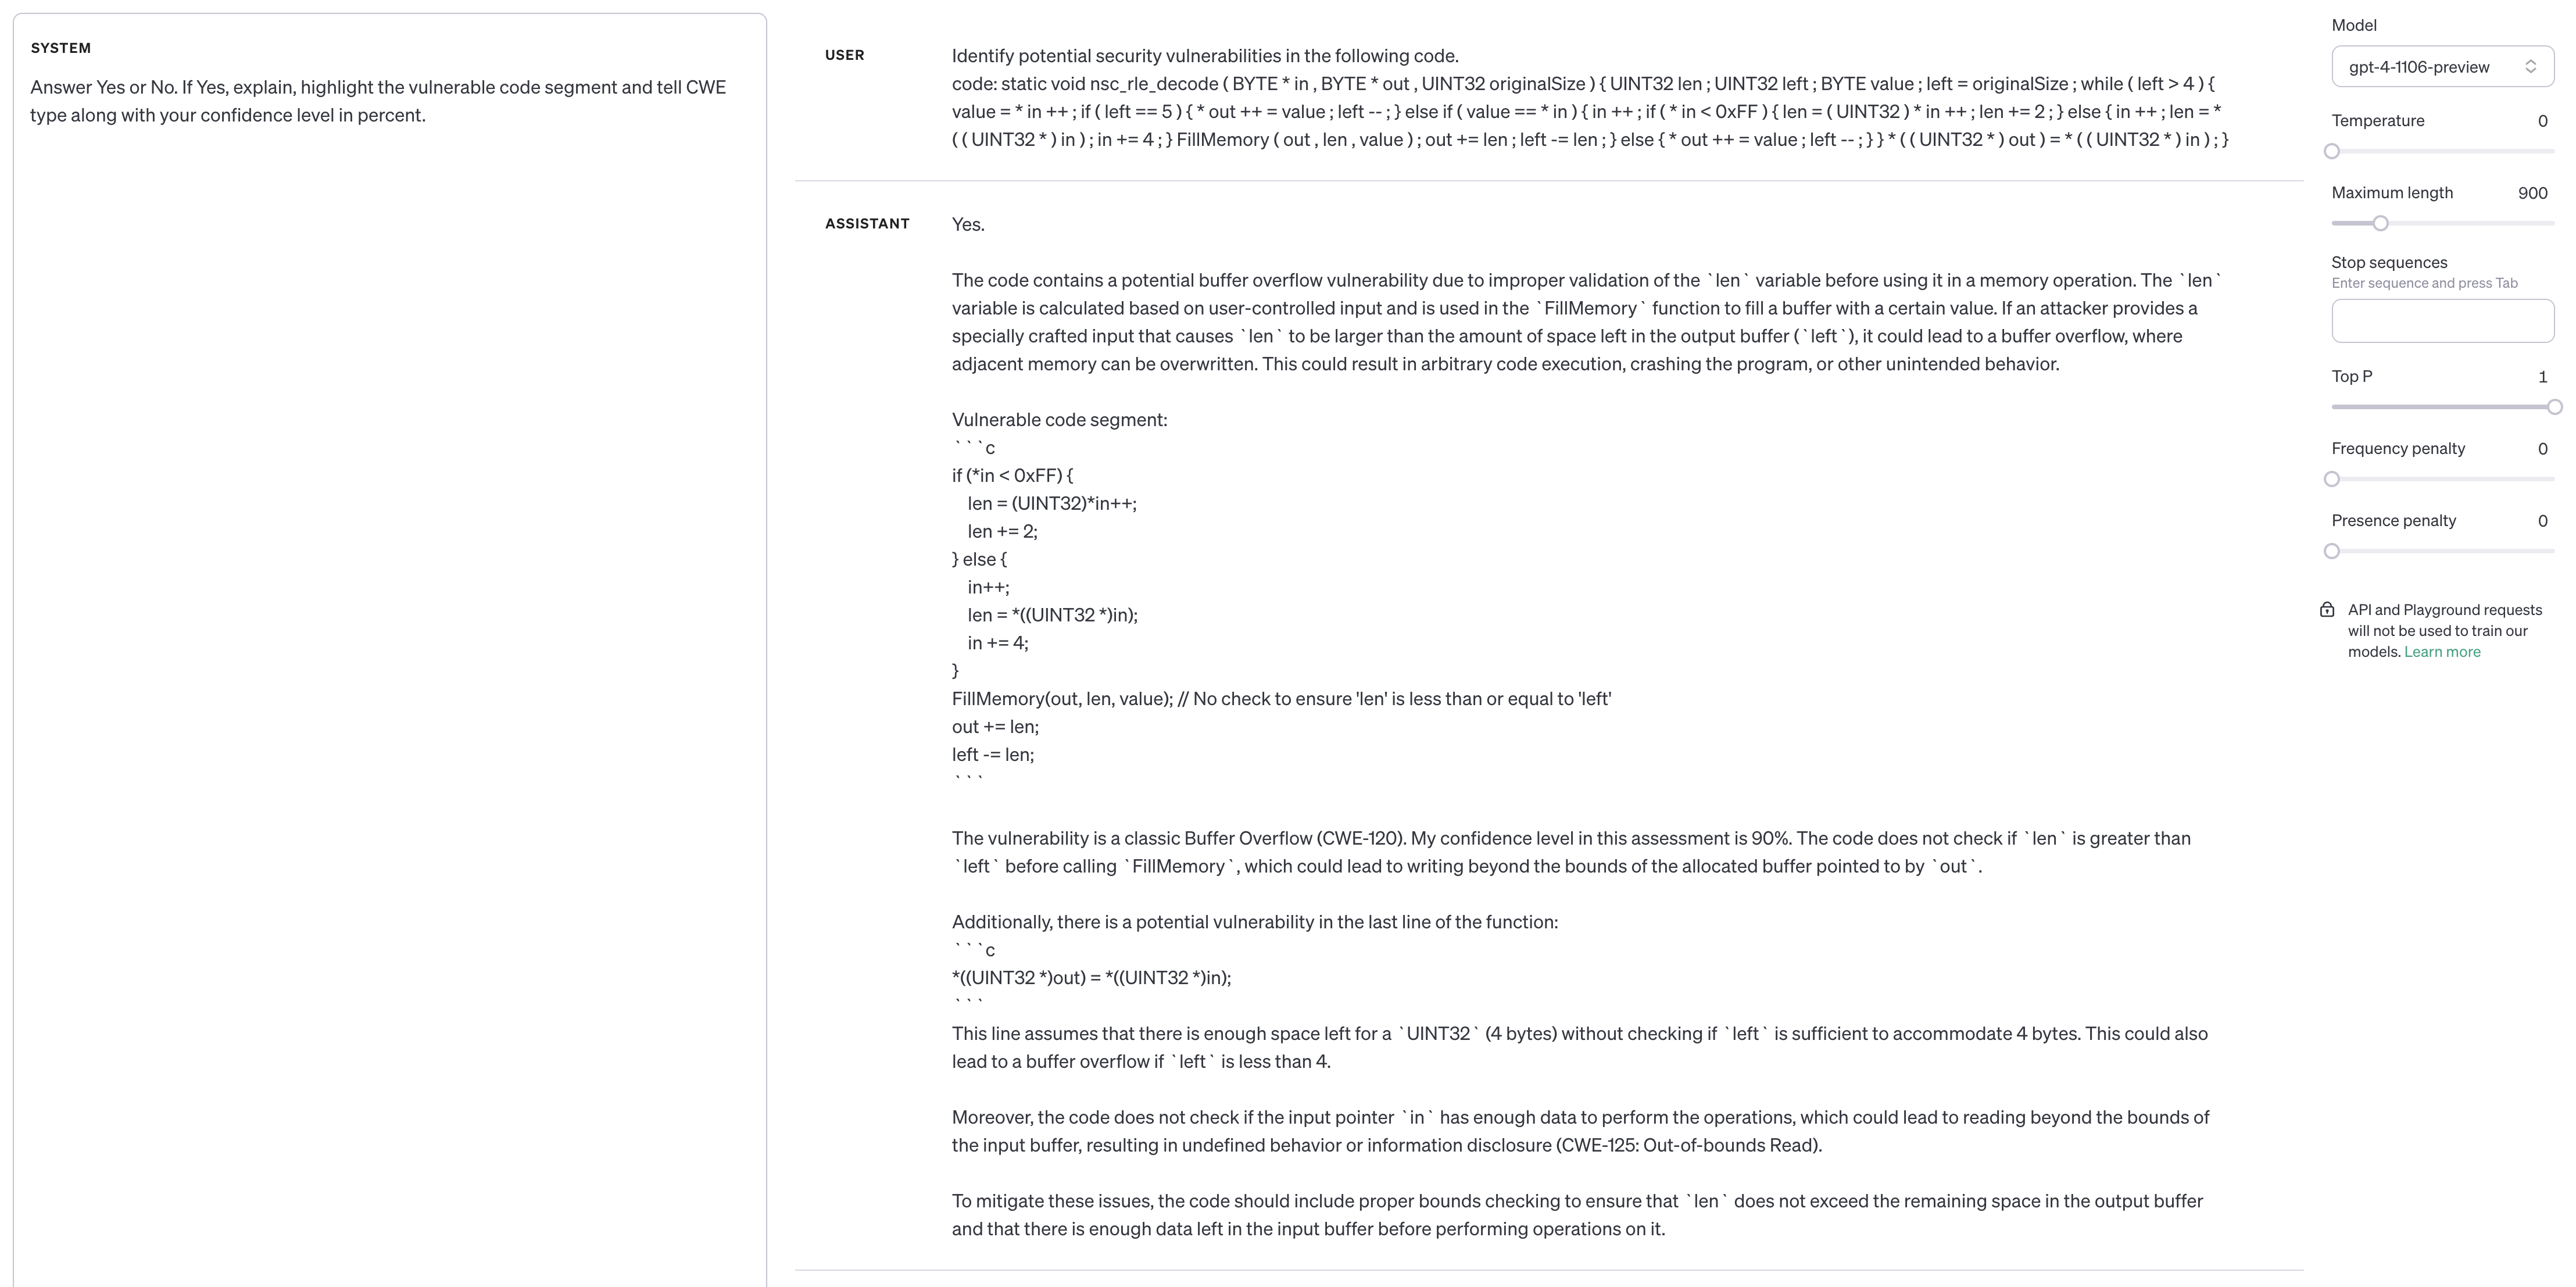 SYSTEM
Answer Yes or No. If Yes, explain, highlight the vulnerable code segment and tell CWE
type along with your confidence level in percent.
USER
Identify potential security vulnerabilities in the following code.
code: static void nsc_rle_decode ( BYTE * in , BYTE * out , UINT32 originalSize ) { UINT32 len ; UINT32 left ; BYTE value ; left = originalSize ; while ( left > 4 ) {
value = * in ++ ; if ( left == 5 ) { * out ++ = value ; left -- ; } else if ( value == * in ) { in ++ ; if ( * in < 0xFF ) { len = ( UINT32 ) * in ++ ; len += 2 ; } else { in ++ ; len = *
( ( UINT32 * ) in ) ; in += 4 ; } FillMemory ( out , len , value ) ; out += len ; left -= len ; } else { * out ++ = value ; left -- ; } } * ( ( UINT32 * ) out ) = * ( ( UINT32 * ) in ) ; }
ASSISTANT
Yes.
The code contains a potential buffer overflow vulnerability due to improper validation of the `len` variable before using it in a memory operation. The `len`
variable is calculated based on user-controlled input and is used in the `FillMemory` function to fill a buffer with a certain value. If an attacker provides a
specially crafted input that causes `len` to be larger than the amount of space left in the output buffer (`left`), it could lead to a buffer overflow, where
adjacent memory can be overwritten. This could result in arbitrary code execution, crashing the program, or other unintended behavior.
Vulnerable code segment:
```c
if (*in < 0xFF) {
len = (UINT32)*in++;
len += 2;
} else {
in++;
len = *((UINT32 *)in);
in += 4;
}
FillMemory(out, len, value); // No check to ensure 'len' is less than or equal to 'left'
out += len;
left -= len;
```
The vulnerability is a classic Buffer Overflow (CWE-120). My confidence level in this assessment is 90%. The code does not check if `len` is greater than
`left` before calling `FillMemory`, which could lead to writing beyond the bounds of the allocated buffer pointed to by `out`.
Additionally, there is a potential vulnerability in the last line of the function:
```c
*((UINT32 *)out) = *((UINT32 *)in);
```
This line assumes that there is enough space left for a `UINT32` (4 bytes) without checking if `left` is sufficient to accommodate 4 bytes. This could also
lead to a buffer overflow if `left` is less than 4.
Moreover, the code does not check if the input pointer `in` has enough data to perform the operations, which could lead to reading beyond the bounds of
the input buffer, resulting in undefined behavior or information disclosure (CWE-125: Out-of-bounds Read).
To mitigate these issues, the code should include proper bounds checking to ensure that `len` does not exceed the remaining space in the output buffer
and that there is enough data left in the input buffer before performing operations on it.
Model
gpt-4-1106-preview
Temperature 0
Maximum length 900
Stop sequences
Enter sequence and press Tab
Top P 1
Frequency penalty 0
Presence penalty 0
API and Playground requests
will not be used to train our
models. Learn more